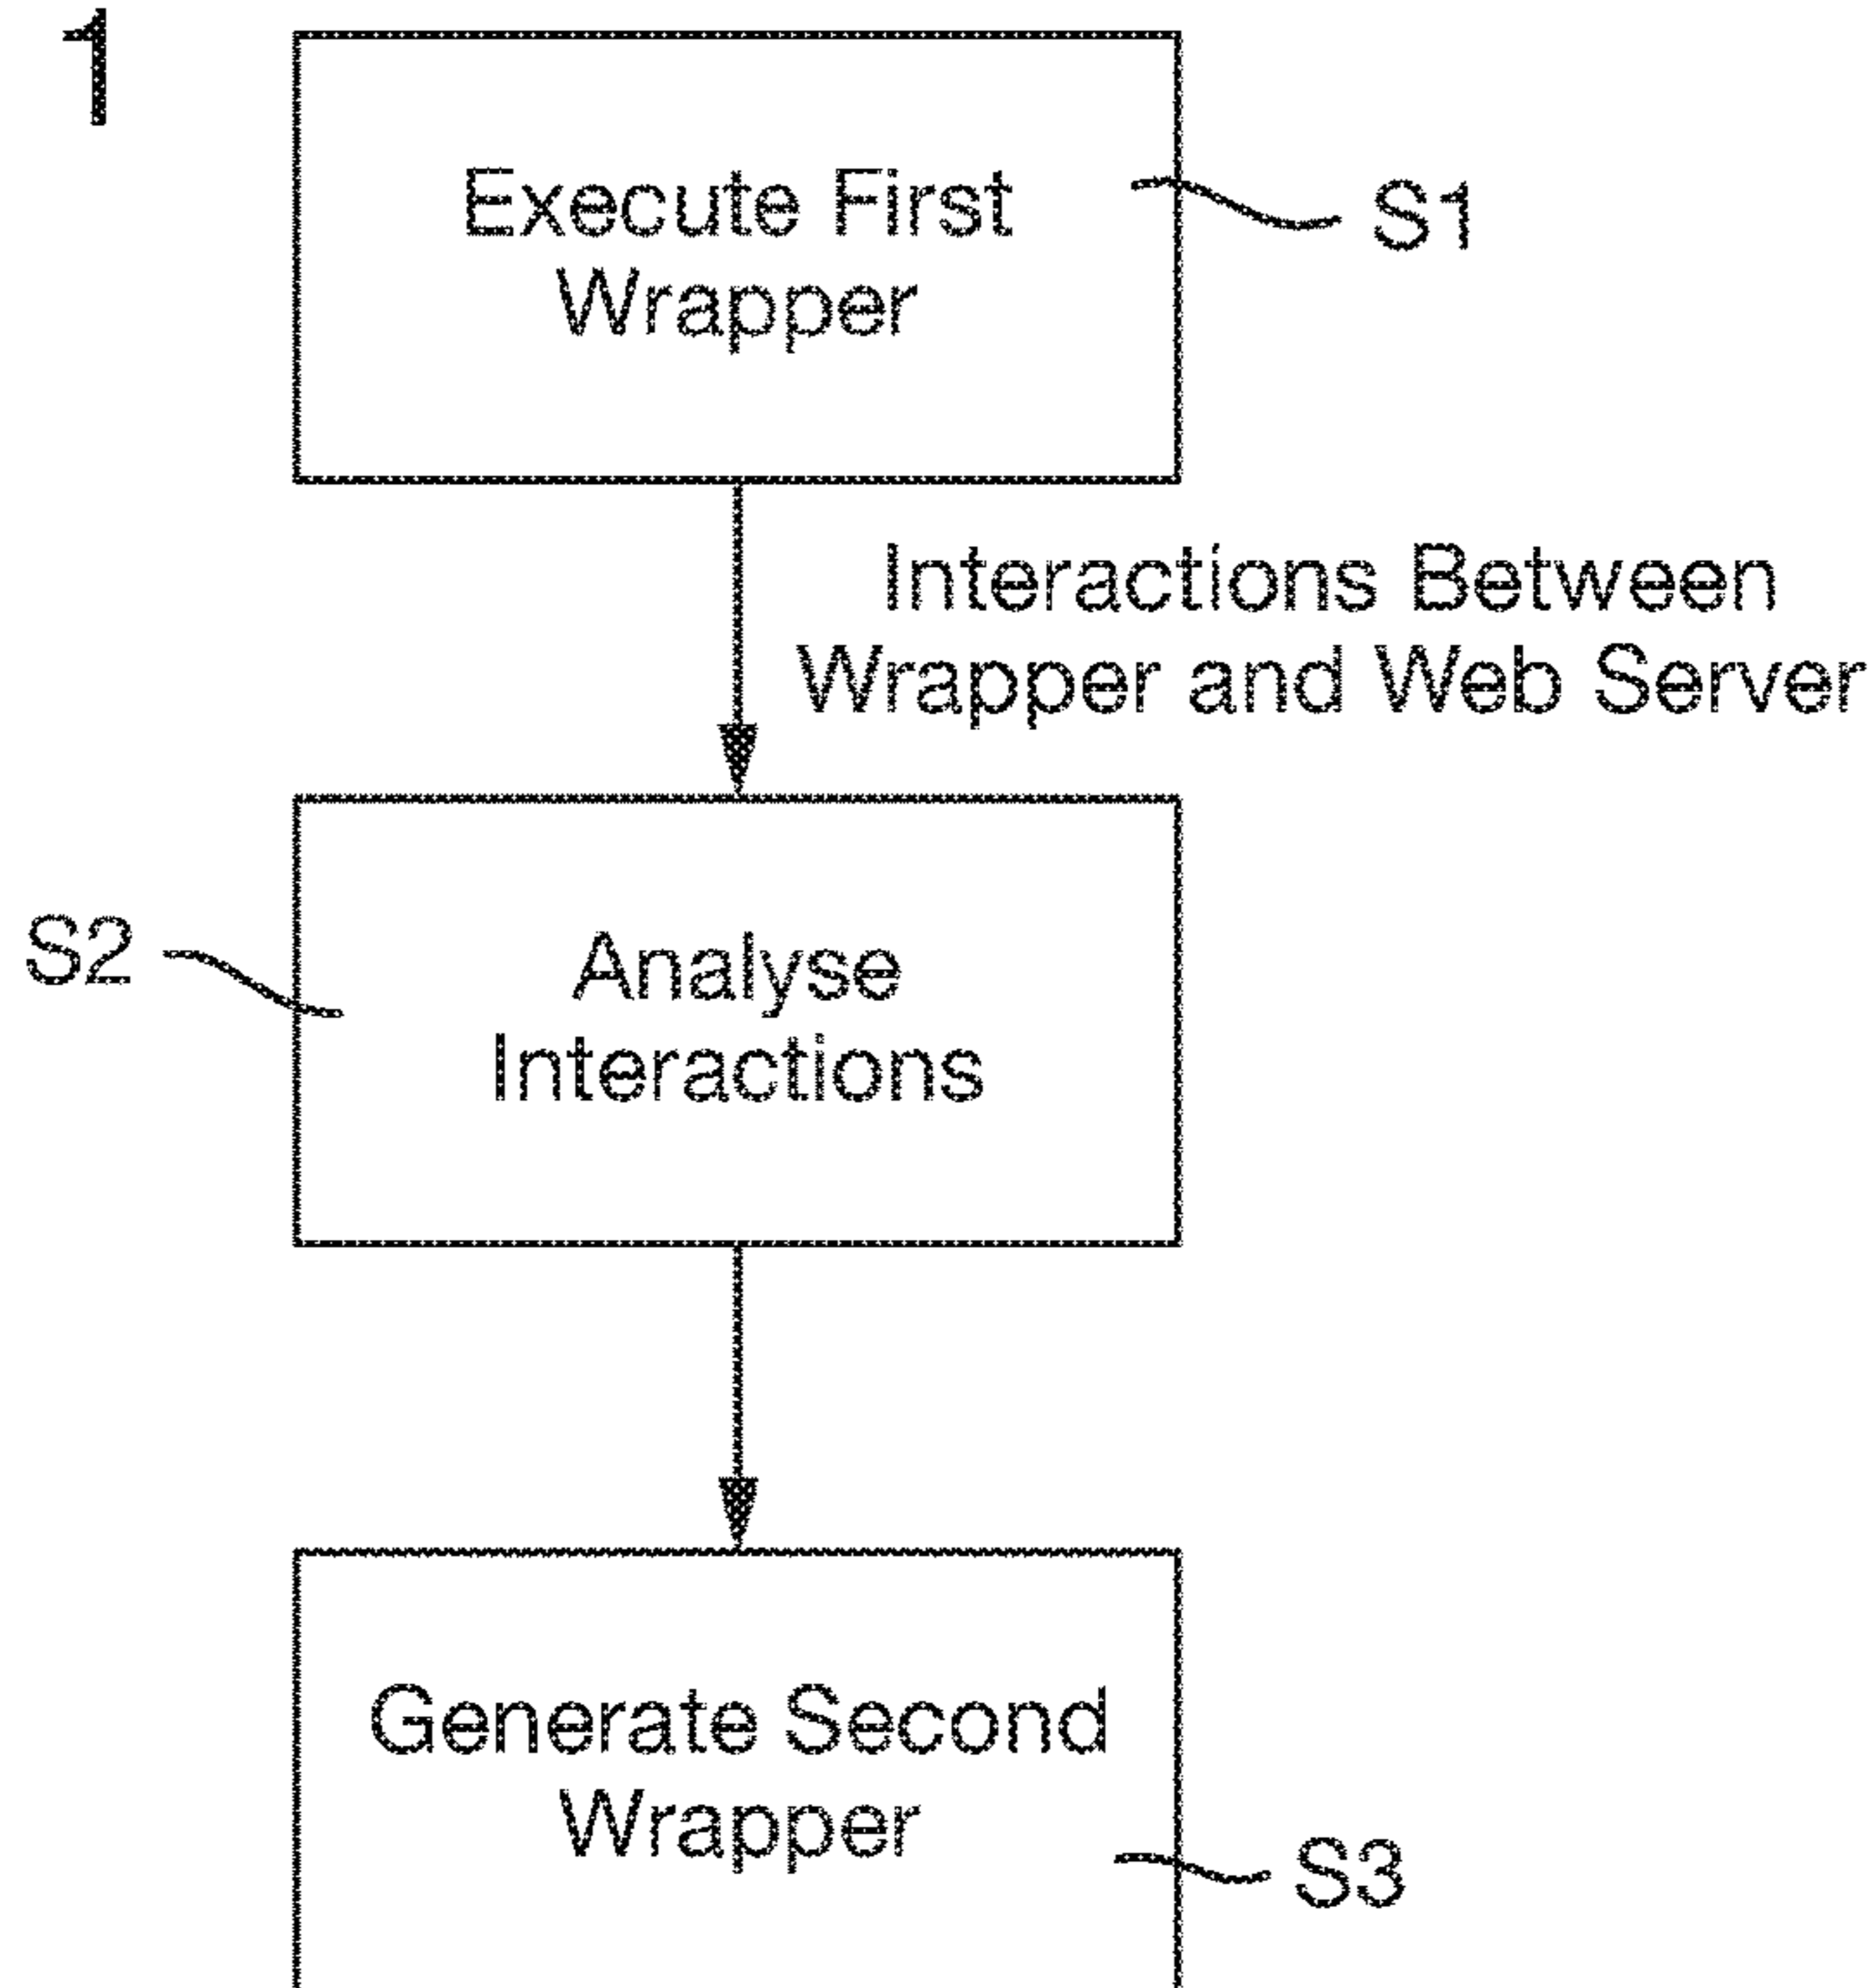 1
Execute First
Wrapper
S1
Interactions Between
Wrapper and Web Server
S2
Analyse
Interactions
Generate Second
Wrapper
S3